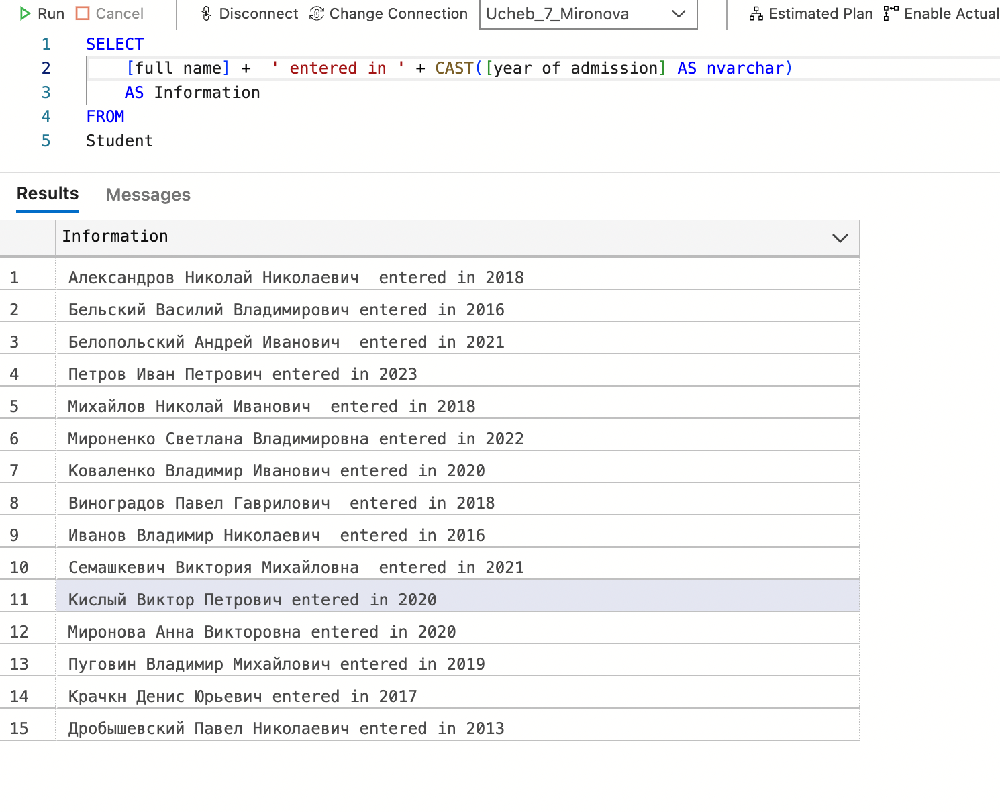 Run Cancel Disconnect Change Connection Ucheb_7_Mironova Estimated Plan Enable Actual
1 SELECT
2 [full name] + ' entered in ' + CAST([year of admission] AS nvarchar)
3 AS Information
4 FROM
5 Student
Results Messages
Information
1 Александров Николай Николаевич  entered in 2018
2 Бельский Василий Владимирович entered in 2016
3 Белопольский Андрей Иванович  entered in 2021
4 Петров Иван Петрович entered in 2023
5 Михайлов Николай Иванович  entered in 2018
6 Мироненко Светлана Владимировна entered in 2022
7 Коваленко Владимир Иванович entered in 2020
8 Виноградов Павел Гаврилович  entered in 2018
9 Иванов Владимир Николаевич  entered in 2016
10 Семашкевич Виктория Михайловна  entered in 2021
11 Кислый Виктор Петрович entered in 2020
12 Миронова Анна Викторовна entered in 2020
13 Пуговин Владимир Михайлович entered in 2019
14 Крачкн Денис Юрьевич entered in 2017
15 Дробышевский Павел Николаевич entered in 2013